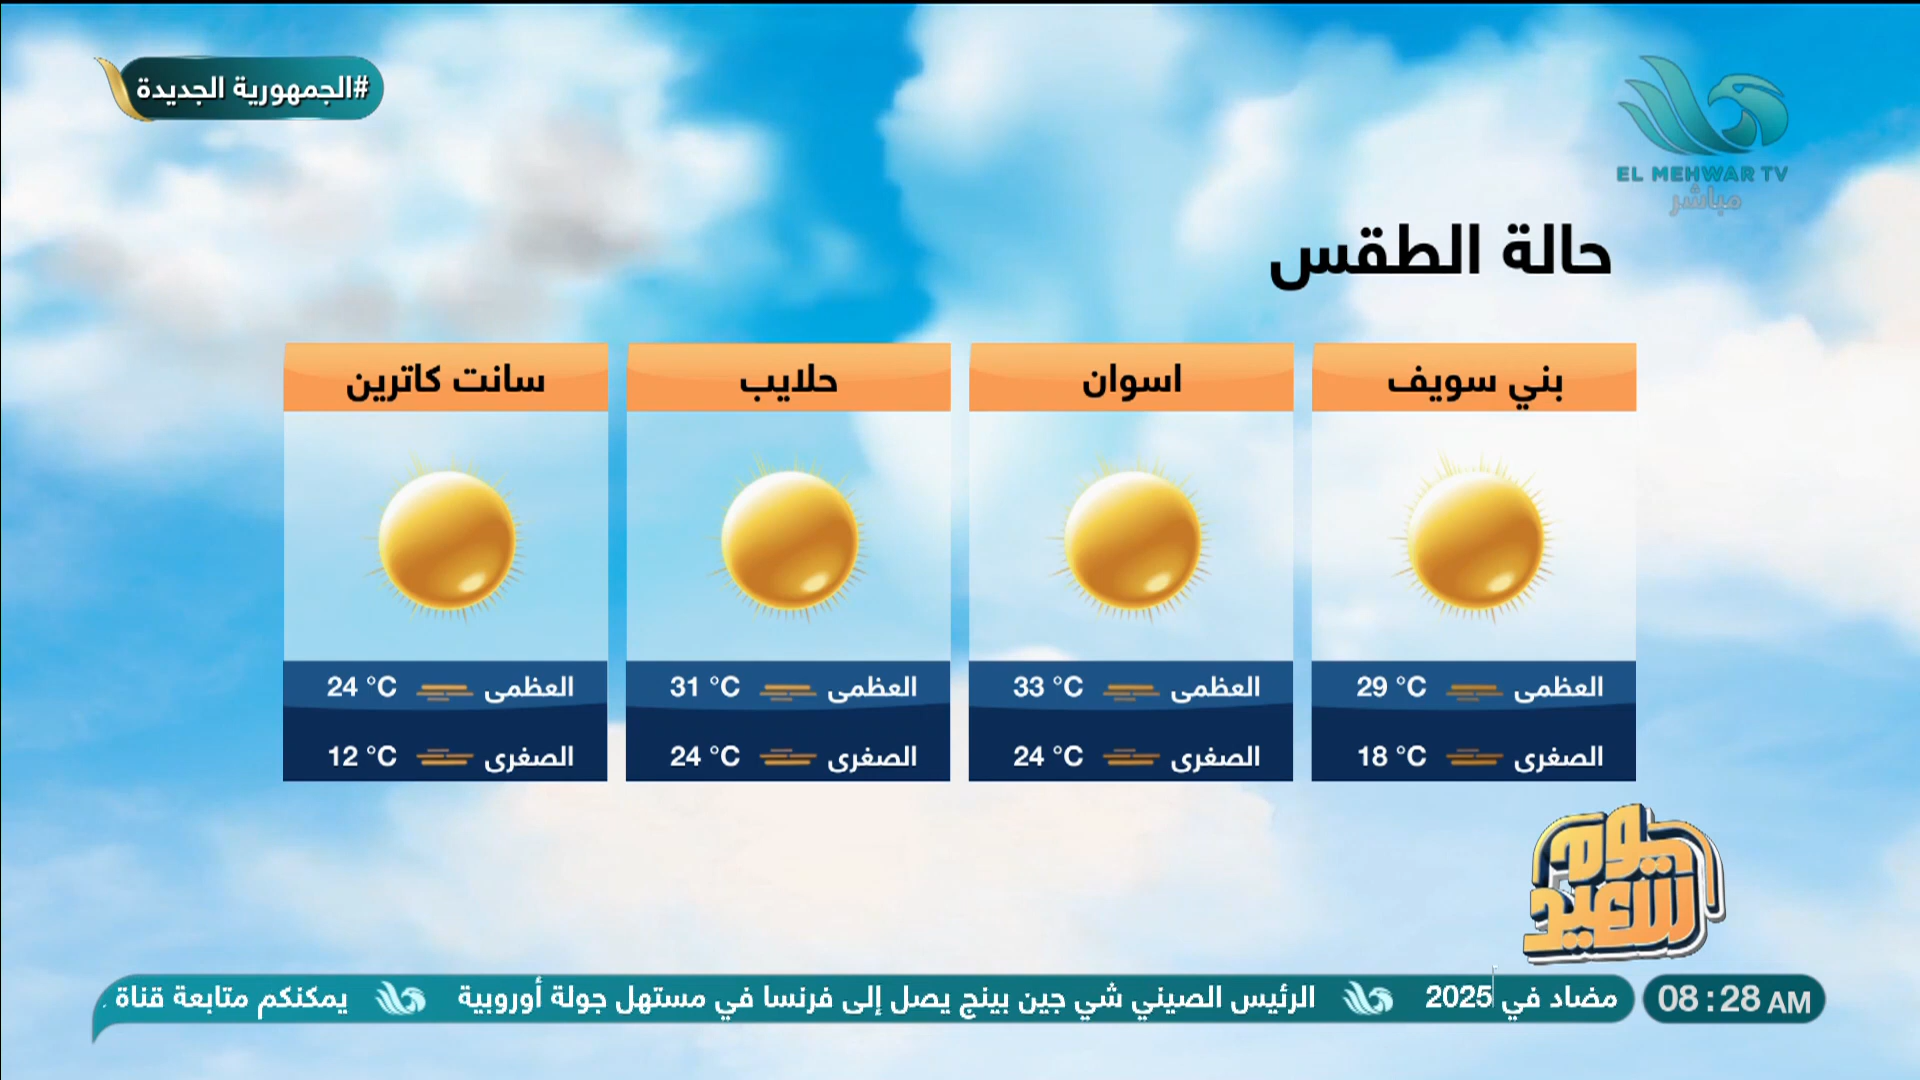 #الجمهورية الجديدة
EL MEHWAR TV
مباشر
حالة الطقس
بني سويف
العظمى 29 °C
الصغرى 18 °C
اسوان
العظمى 33 °C
الصغرى 24 °C
حلايب
العظمى 31 °C
الصغرى 24 °C
سانت كاترين
العظمى 24 °C
الصغرى 12 °C
يوم سعيد
08:28 AM
مضاد في 2025 الرئيس الصيني شي جين بينج يصل إلى فرنسا في مستهل جولة أوروبية يمكنكم متابعة قناة